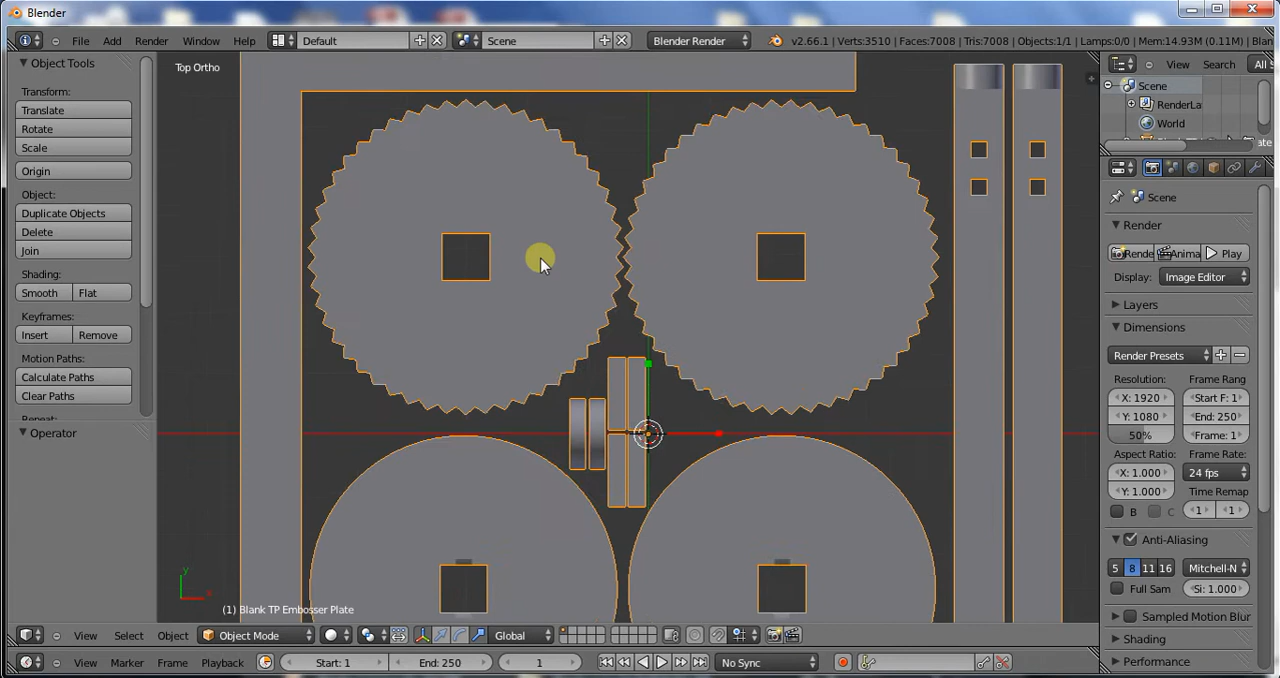 Blender
File Add Render Window Help Default Scene Blender Render v2.66.1 | Verts:3510 | Faces:7008 | Tris:7008 | Objects:1/1 | Lamps:0/0 | Mem:14.93M (0.11M) | Blan
Object Tools
Transform:
Translate
Rotate
Scale
Origin
Object:
Duplicate Objects
Delete
Join
Shading:
Smooth Flat
Keyframes:
Insert Remove
Motion Paths:
Calculate Paths
Clear Paths
Operator
Top Ortho
y
x
(1) Blank TP Embosser Plate
View Search All S
Scene
RenderLa
World
Scene
Render
Rende Anima Play
Display: Image Editor
Layers
Dimensions
Render Presets
Resolution: Frame Rang
X: 1920 Start F: 1
Y: 1080 End: 250
50% Frame: 1
Aspect Ratio: Frame Rate:
X: 1.000 24 fps
Y: 1.000 Time Remap
B C 1 1
Anti-Aliasing
5 8 11 16 Mitchell-N
Full Sam Si: 1.000
Sampled Motion Blur
Shading
Performance
View Select Object Object Mode Global
View Marker Frame Playback Start: 1 End: 250 1 No Sync